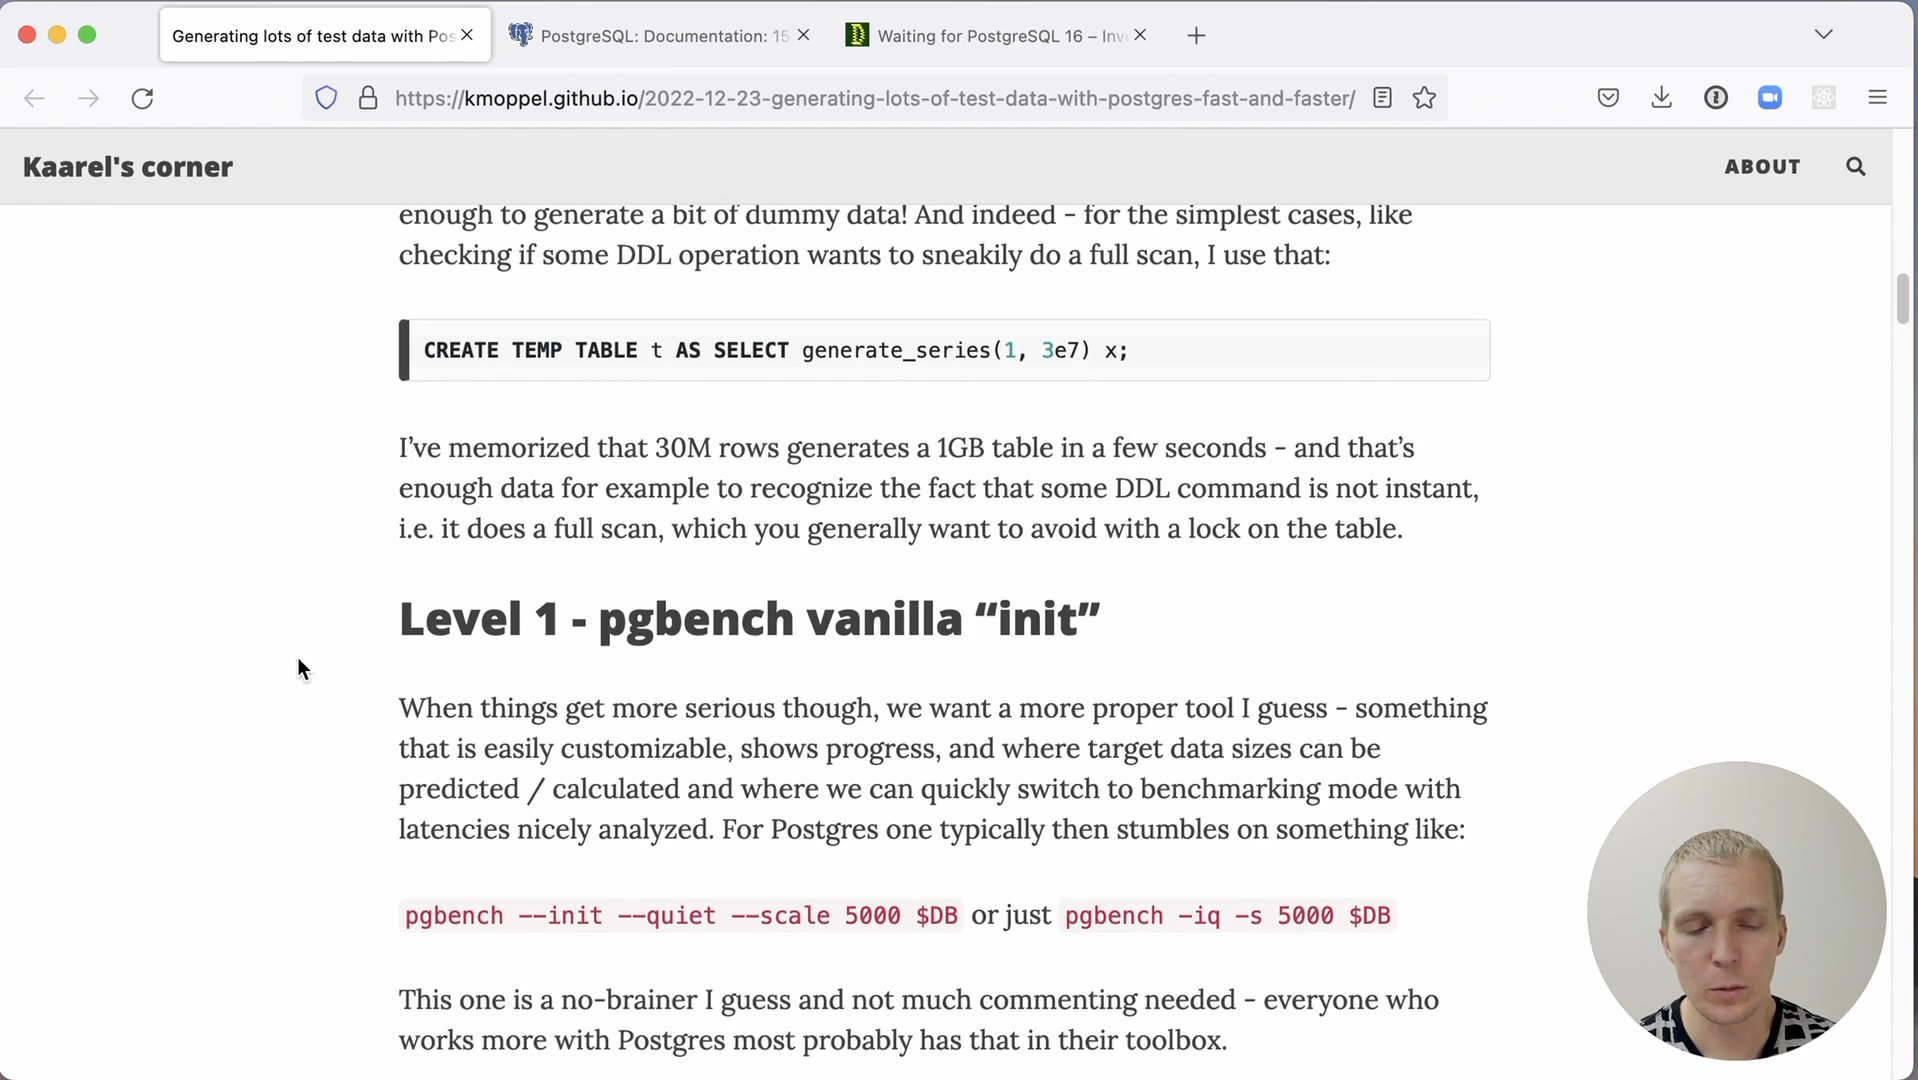 Generating lots of test data with Pos
PostgreSQL: Documentation: 15
Waiting for PostgreSQL 16 – Inve
https://kmoppel.github.io/2022-12-23-generating-lots-of-test-data-with-postgres-fast-and-faster/
Kaarel's corner
ABOUT
enough to generate a bit of dummy data! And indeed - for the simplest cases, like
checking if some DDL operation wants to sneakily do a full scan, I use that:
CREATE TEMP TABLE t AS SELECT generate_series(1, 3e7) x;
I’ve memorized that 30M rows generates a 1GB table in a few seconds - and that’s
enough data for example to recognize the fact that some DDL command is not instant,
i.e. it does a full scan, which you generally want to avoid with a lock on the table.
Level 1 - pgbench vanilla “init”
When things get more serious though, we want a more proper tool I guess - something
that is easily customizable, shows progress, and where target data sizes can be
predicted / calculated and where we can quickly switch to benchmarking mode with
latencies nicely analyzed. For Postgres one typically then stumbles on something like:
pgbench --init --quiet --scale 5000 $DB or just pgbench -iq -s 5000 $DB
This one is a no-brainer I guess and not much commenting needed - everyone who
works more with Postgres most probably has that in their toolbox.